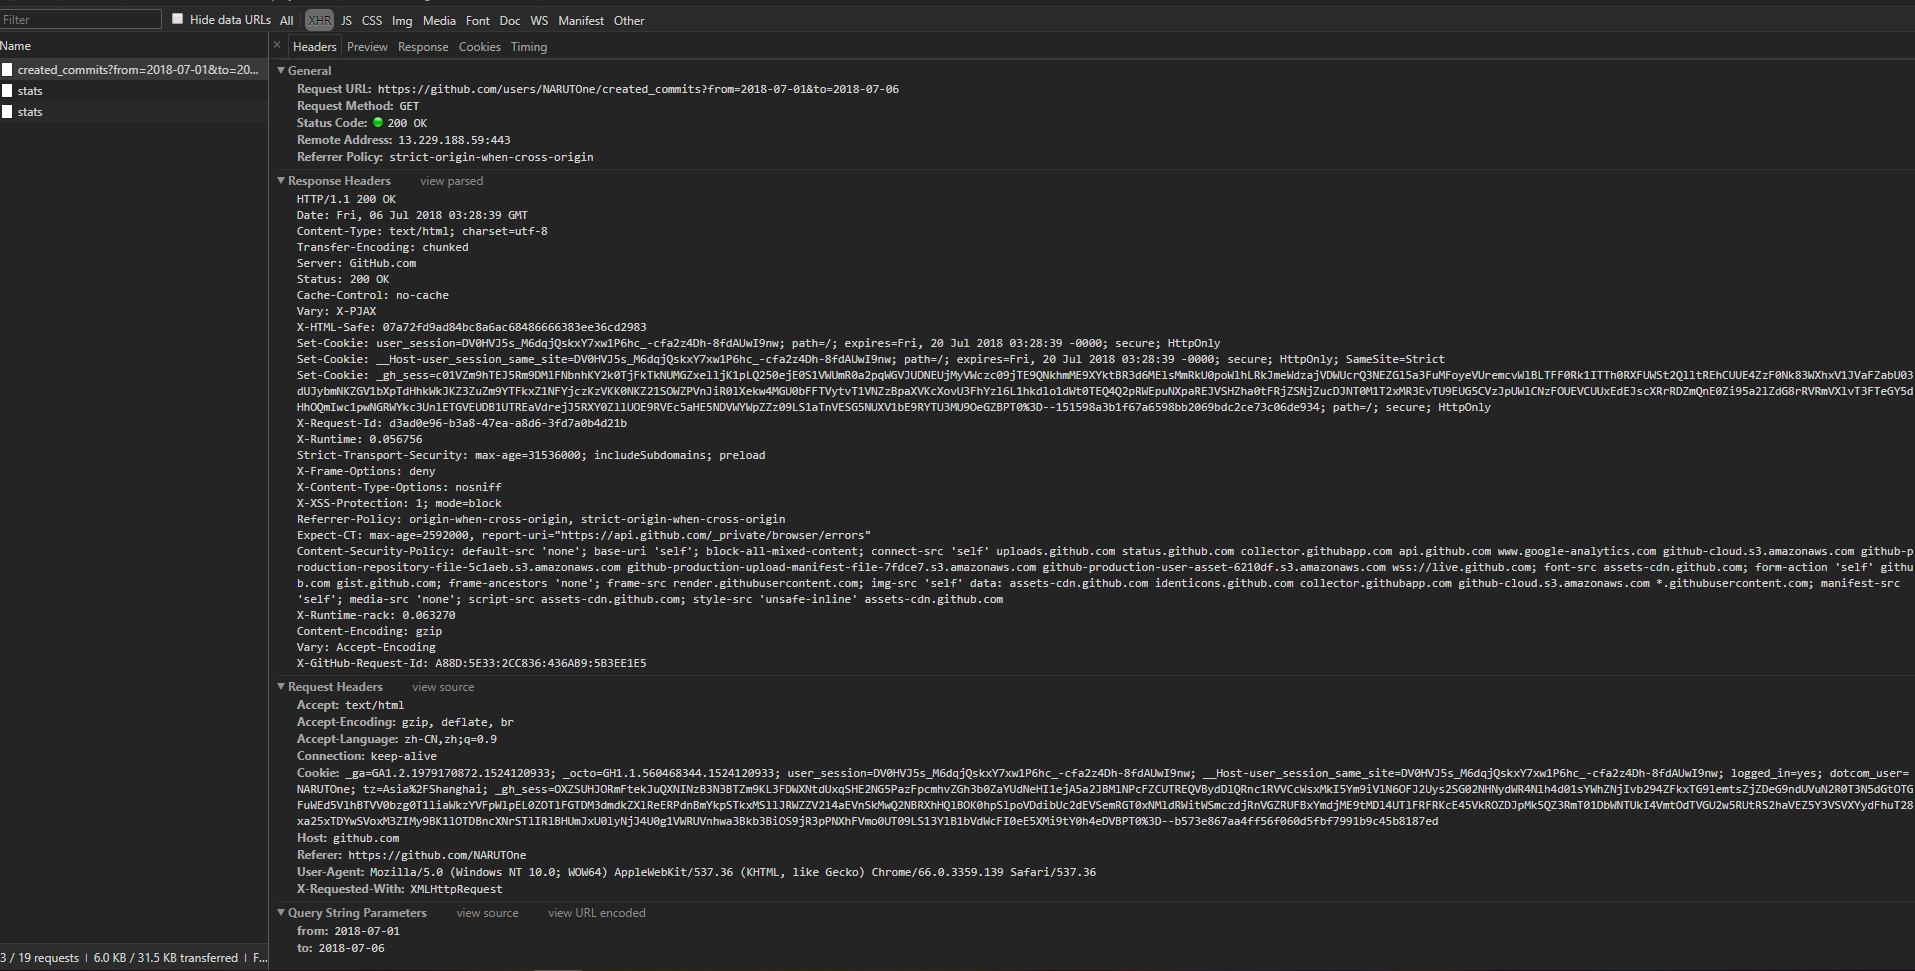 Filter
Hide data URLs All XHR JS CSS Img Media Font Doc WS Manifest Other
Name
created_commits?from=2018-07-01&to=20...
stats
stats
3 / 19 requests | 6.0 KB / 31.5 KB transferred | F...
× Headers Preview Response Cookies Timing
General
Request URL: https://github.com/users/NARUTOne/created_commits?from=2018-07-01&to=2018-07-06
Request Method: GET
Status Code: 200 OK
Remote Address: 13.229.188.59:443
Referrer Policy: strict-origin-when-cross-origin
Response Headers view parsed
HTTP/1.1 200 OK
Date: Fri, 06 Jul 2018 03:28:39 GMT
Content-Type: text/html; charset=utf-8
Transfer-Encoding: chunked
Server: GitHub.com
Status: 200 OK
Cache-Control: no-cache
Vary: X-PJAX
X-HTML-Safe: 07a72fd9ad84bc8a6ac68486666383ee36cd2983
Set-Cookie: user_session=DV0HVJ5s_M6dqjQskxY7xw1P6hc_-cfa2z4Dh-8fdAUwI9nw; path=/; expires=Fri, 20 Jul 2018 03:28:39 -0000; secure; HttpOnly
Set-Cookie: __Host-user_session_same_site=DV0HVJ5s_M6dqjQskxY7xw1P6hc_-cfa2z4Dh-8fdAUwI9nw; path=/; expires=Fri, 20 Jul 2018 03:28:39 -0000; secure; HttpOnly; SameSite=Strict
Set-Cookie:
path=/; secure; HttpOnly
X-Request-Id: d3ad0e96-b3a8-47ea-a8d6-3fd7a0b4d21b
X-Runtime: 0.056756
Strict-Transport-Security: max-age=31536000; includeSubdomains; preload
X-Frame-Options: deny
X-Content-Type-Options: nosniff
X-XSS-Protection: 1; mode=block
Referrer-Policy: origin-when-cross-origin, strict-origin-when-cross-origin
Expect-CT: max-age=2592000, report-uri="https://api.github.com/_private/browser/errors"
Content-Security-Policy: default-src 'none'; base-uri 'self'; block-all-mixed-content; connect-src 'self' uploads.github.com status.github.com collector.githubapp.com api.github.com www.google-analytics.com github-cloud.s3.amazonaws.com github-p
roduction-repository-file-5c1aeb.s3.amazonaws.com github-production-upload-manifest-file-7fdce7.s3.amazonaws.com github-production-user-asset-6210df.s3.amazonaws.com wss://live.github.com; font-src assets-cdn.github.com; form-action 'self' githu
b.com gist.github.com; frame-ancestors 'none'; frame-src render.githubusercontent.com; img-src 'self' data: assets-cdn.github.com identicons.github.com collector.githubapp.com github-cloud.s3.amazonaws.com *.githubusercontent.com; manifest-src
'self'; media-src 'none'; script-src assets-cdn.github.com; style-src 'unsafe-inline' assets-cdn.github.com
X-Runtime-rack: 0.063270
Content-Encoding: gzip
Vary: Accept-Encoding
X-GitHub-Request-Id: A88D:5E33:2CC836:436AB9:5B3EE1E5
Request Headers view source
Accept: text/html
Accept-Encoding: gzip, deflate, br
Accept-Language: zh-CN,zh;q=0.9
Connection: keep-alive
Cookie: _ga=GA1.2.1979170872.1524120933; _octo=GH1.1.560468344.1524120933; user_session=DV0HVJ5s_M6dqjQskxY7xw1P6hc_-cfa2z4Dh-8fdAUwI9nw; __Host-user_session_same_site=DV0HVJ5s_M6dqjQskxY7xw1P6hc_-cfa2z4Dh-8fdAUwI9nw; logged_in=yes; dotcom_user=
NARUTOne; tz=Asia%2FShanghai;
Host: github.com
Referer: https://github.com/NARUTOne
User-Agent: Mozilla/5.0 (Windows NT 10.0; WOW64) AppleWebKit/537.36 (KHTML, like Gecko) Chrome/66.0.3359.139 Safari/537.36
X-Requested-With: XMLHttpRequest
Query String Parameters view source view URL encoded
from: 2018-07-01
to: 2018-07-06